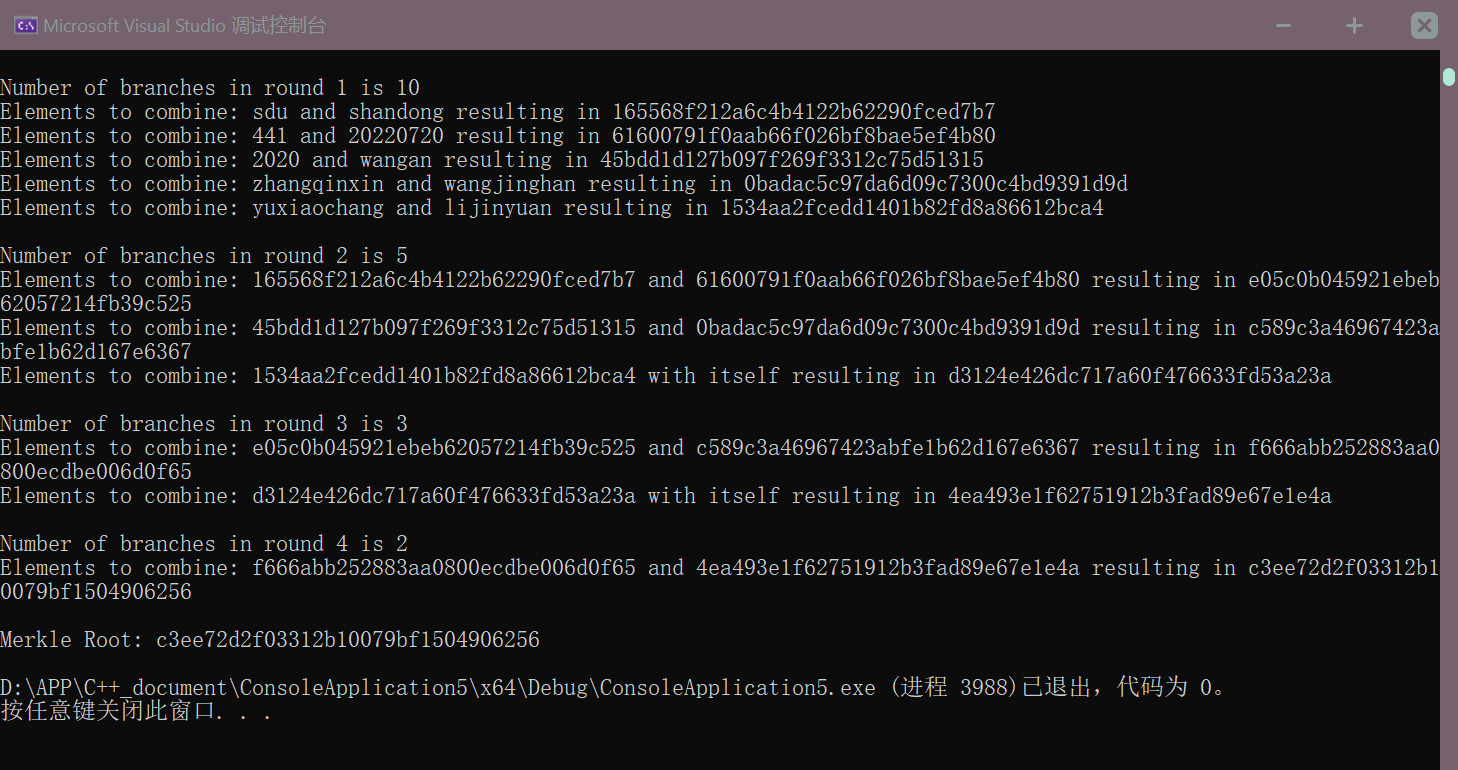 Microsoft Visual Studio 调试控制台
Number of branches in round 1 is 10
Elements to combine: sdu and shandong resulting in 165568f212a6c4b4122b62290fced7b7
Elements to combine: 441 and 20220720 resulting in 61600791f0aab66f026bf8bae5ef4b80
Elements to combine: 2020 and wangan resulting in 45bdd1d127b097f269f3312c75d51315
Elements to combine: zhangqinxin and wangjinghan resulting in 0badac5c97da6d09c7300c4bd9391d9d
Elements to combine: yuxiaochang and lijinyuan resulting in 1534aa2fcedd1401b82fd8a86612bca4
Number of branches in round 2 is 5
Elements to combine: 165568f212a6c4b4122b62290fced7b7 and 61600791f0aab66f026bf8bae5ef4b80 resulting in e05c0b045921ebeb
62057214fb39c525
Elements to combine: 45bdd1d127b097f269f3312c75d51315 and 0badac5c97da6d09c7300c4bd9391d9d resulting in c589c3a46967423a
bfe1b62d167e6367
Elements to combine: 1534aa2fcedd1401b82fd8a86612bca4 with itself resulting in d3124e426dc717a60f476633fd53a23a
Number of branches in round 3 is 3
Elements to combine: e05c0b045921ebeb62057214fb39c525 and c589c3a46967423abfe1b62d167e6367 resulting in f666abb252883aa0
800ecdbe006d0f65
Elements to combine: d3124e426dc717a60f476633fd53a23a with itself resulting in 4ea493e1f62751912b3fad89e67e1e4a
Number of branches in round 4 is 2
Elements to combine: f666abb252883aa0800ecdbe006d0f65 and 4ea493e1f62751912b3fad89e67e1e4a resulting in c3ee72d2f03312b1
0079bf1504906256
Merkle Root: c3ee72d2f03312b10079bf1504906256
D:\APP\C++_document\ConsoleApplication5\x64\Debug\ConsoleApplication5.exe (进程 3988)已退出，代码为 0。
按任意键关闭此窗口. . .